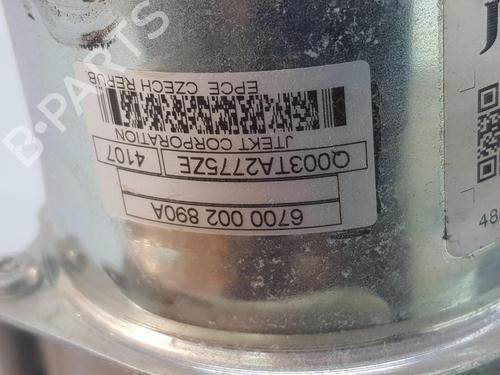 6700 002 890A
Q003TA2775ZE 4107
JTEKT CORPORATION
EPCE CZECH REPUB
B-PARTS
J
48